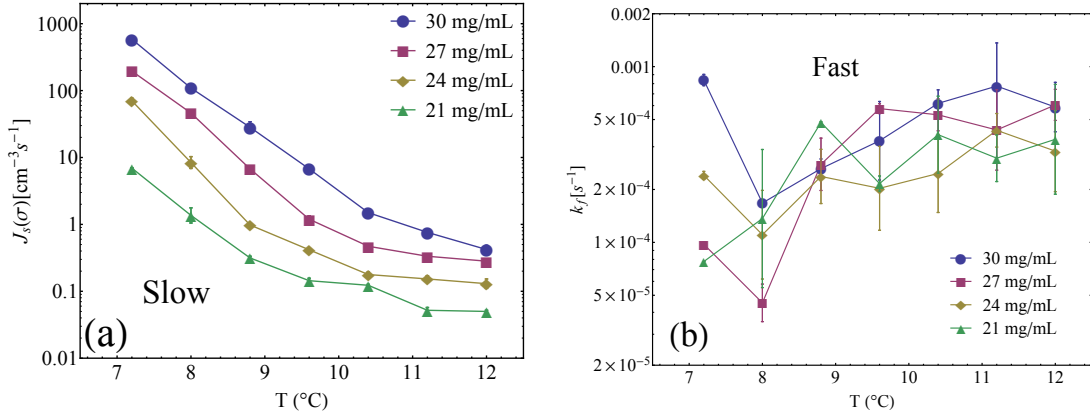 1000
100
10
1
0.1
0.01
J_s(σ)[cm⁻³s⁻¹]
30 mg/mL
27 mg/mL
24 mg/mL
21 mg/mL
Slow
(a)
7 8 9 10 11 12
T (°C)
0.002
0.001
5×10⁻⁴
2×10⁻⁴
1×10⁻⁴
5×10⁻⁵
2×10⁻⁵
k_f[s⁻¹]
Fast
30 mg/mL
27 mg/mL
24 mg/mL
21 mg/mL
(b)
7 8 9 10 11 12
T (°C)